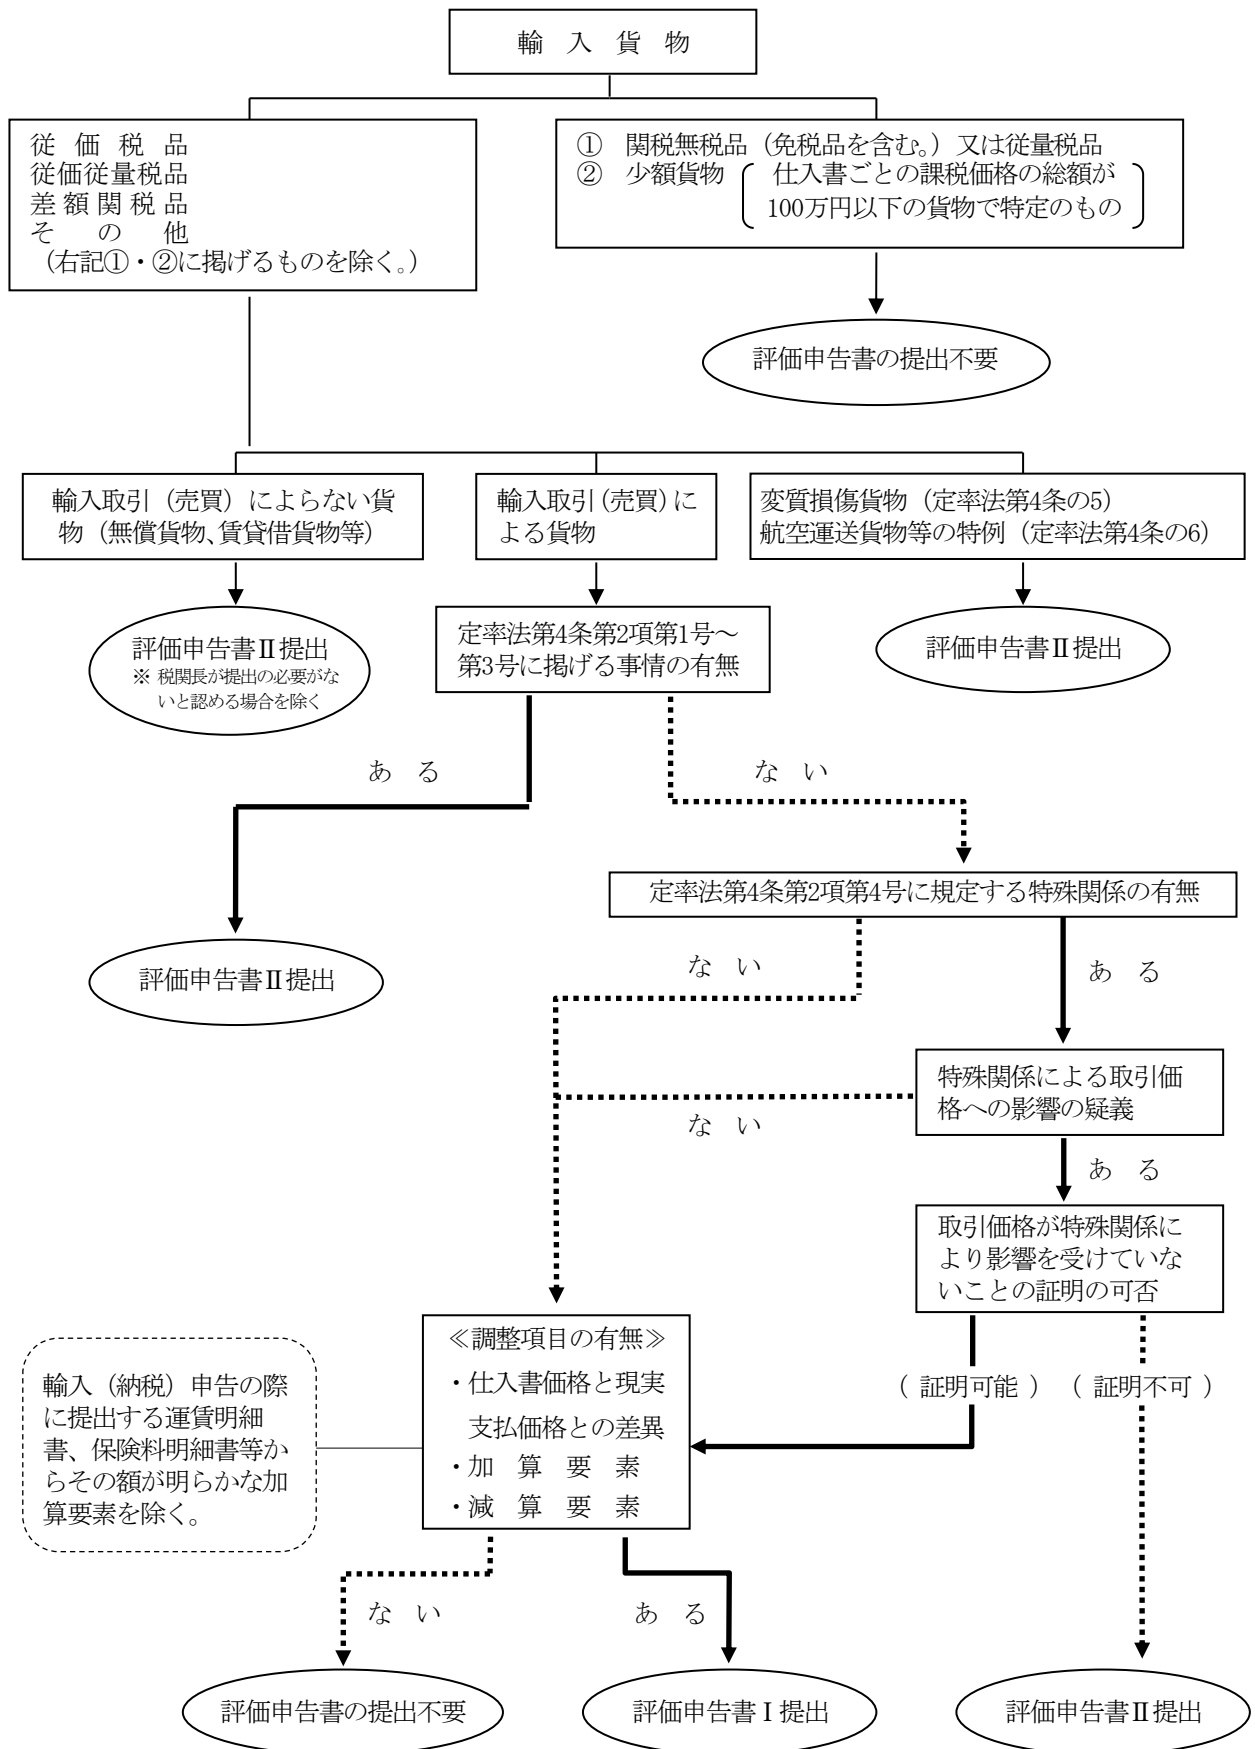 輸　入　貨　物
従　価　税　品
従価従量税品
差額関税品
そ　の　他
（右記①・②に掲げるものを除く。）
①　関税無税品（免税品を含む。）又は従量税品
②　少額貨物　仕入書ごとの課税価格の総額が
100万円以下の貨物で特定のもの
評価申告書の提出不要
輸入取引（売買）によらない貨
物（無償貨物、賃貸借貨物等）
輸入取引（売買）に
よる貨物
変質損傷貨物（定率法第4条の5）
航空運送貨物等の特例（定率法第4条の6）
評価申告書Ⅱ提出
※ 税関長が提出の必要がな
いと認める場合を除く
定率法第4条第2項第1号～
第3号に掲げる事情の有無
評価申告書Ⅱ提出
あ　る
な　い
定率法第4条第2項第4号に規定する特殊関係の有無
評価申告書Ⅱ提出
な　い
あ　る
特殊関係による取引価
格への影響の疑義
な　い
あ　る
取引価格が特殊関係に
より影響を受けていな
いことの証明の可否
≪調整項目の有無≫
・仕入書価格と現実
支払価格との差異
・加　算　要　素
・減　算　要　素
輸入（納税）申告の際
に提出する運賃明細
書、保険料明細書等か
らその額が明らかな加
算要素を除く。
（ 証明可能 ）
（ 証明不可 ）
な　い
あ　る
評価申告書の提出不要
評価申告書Ⅰ提出
評価申告書Ⅱ提出